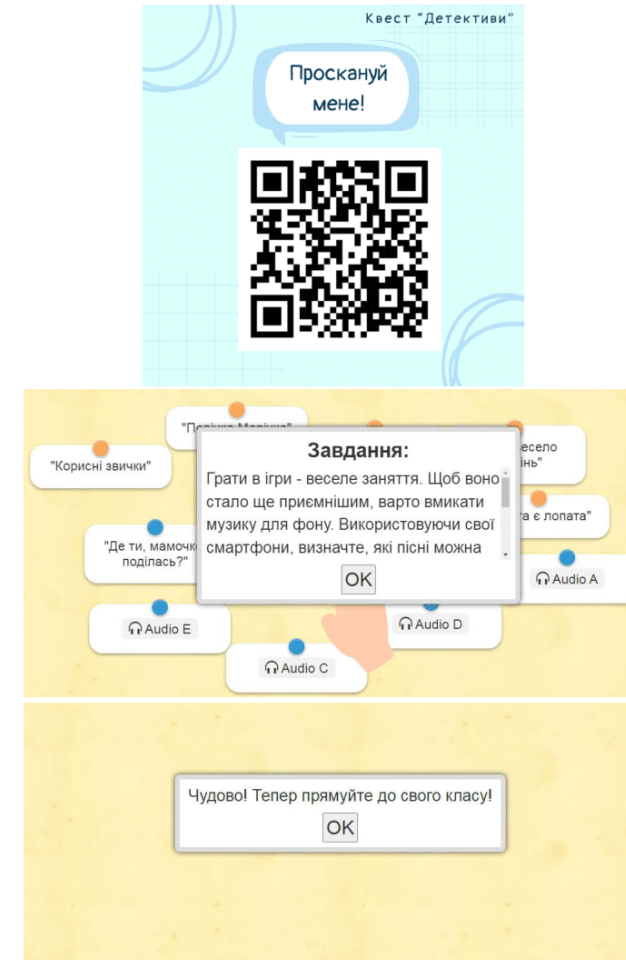 Квест “Детективи”
Проскануй
мене!
"Корисні звички"
Завдання:
Грати в ігри - веселе заняття. Щоб воно
стало ще приємнішим, варто вмикати
музику для фону. Використовуючи свої
смартфони, визначте, які пісні можна
OK
"Де ти,
поділась?"
є лопата"
Audio A
Audio E
Audio D
Audio C
Чудово! Тепер прямуйте до свого класу!
OK